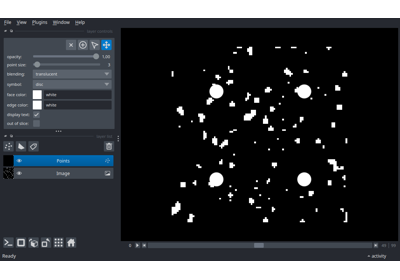 File View Plugins Window Help
opacity: 1.00
point size:
blending: translucent
symbol: disc
face color: white
edge color: white
display text: ✓
out of slice:
Points
Image
Ready
activity